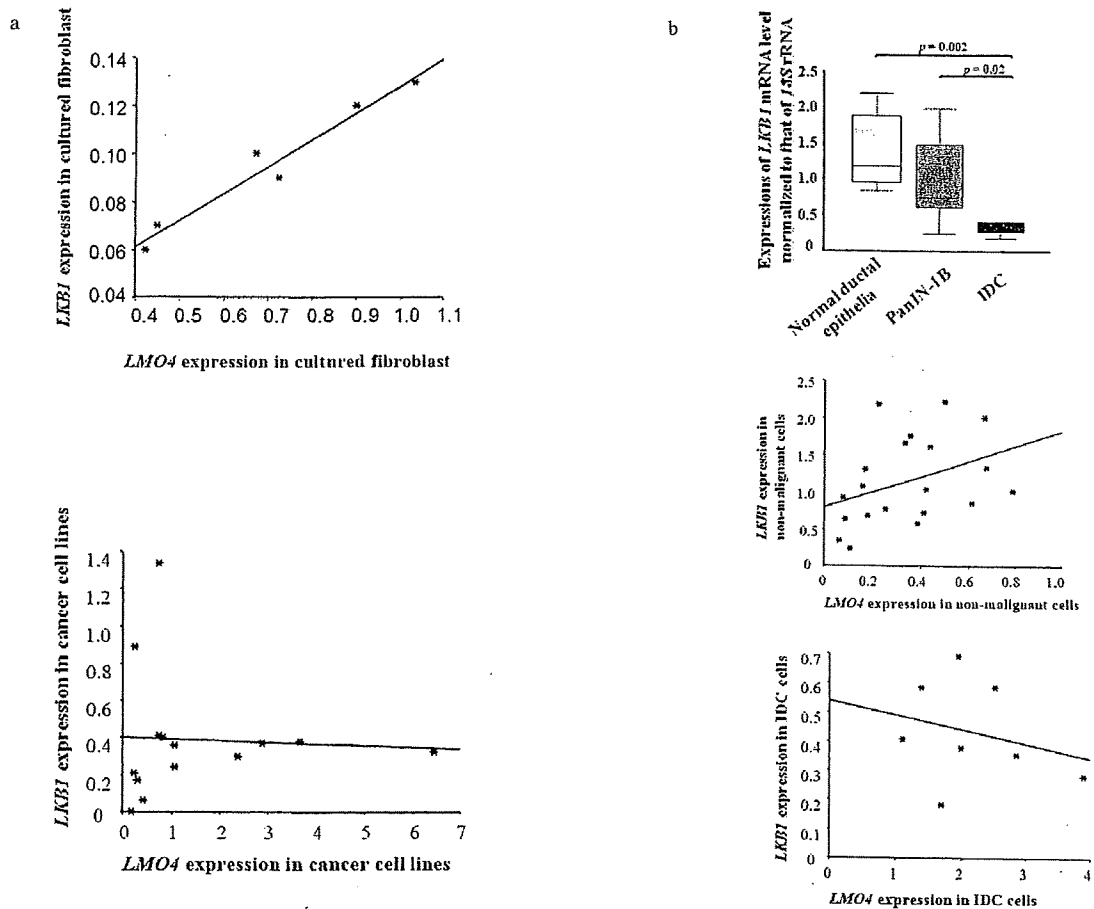 a
LKB1 expression in cultured fibroblast
0.14
0.12
0.10
0.08
0.06
0.04
0.4 0.5 0.6 0.7 0.8 0.9 1.0 1.1
LMO4 expression in cultured fibroblast
LKB1 expression in cancer cell lines
1.4
1.2
1.0
0.8
0.6
0.4
0.2
0
0 1 2 3 4 5 6 7
LMO4 expression in cancer cell lines
b
Expressions of LKB1 mRNA level
normalized to that of 18SrRNA
p = 0.002
p = 0.02
2.5
2.0
1.5
1.0
0.5
0
Normal ductal
epithelia
PanIN-1B
IDC
LKB1 expression in
non-malignant cells
2.5
2.0
1.5
1.0
0.5
0
0 0.2 0.4 0.6 0.8 1.0
LMO4 expression in non-malignant cells
LKB1 expression in IDC cells
0.7
0.6
0.5
0.4
0.3
0.2
0.1
0
0 1 2 3 4
LMO4 expression in IDC cells